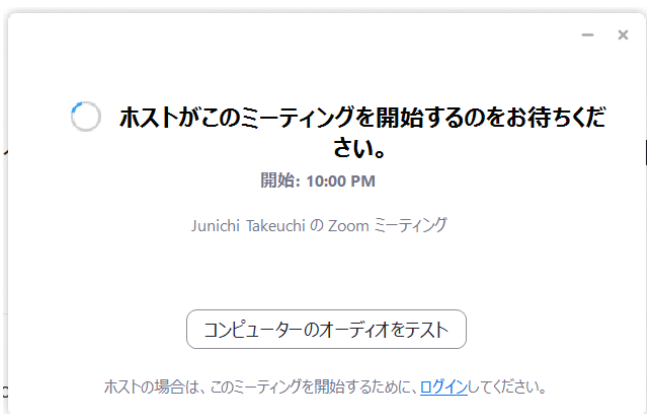 ホストがこのミーティングを開始するのをお待ちくだ
さい。
開始: 10:00 PM
Junichi Takeuchi の Zoom ミーティング
コンピューターのオーディオをテスト
ホストの場合は、このミーティングを開始するために、ログインしてください。